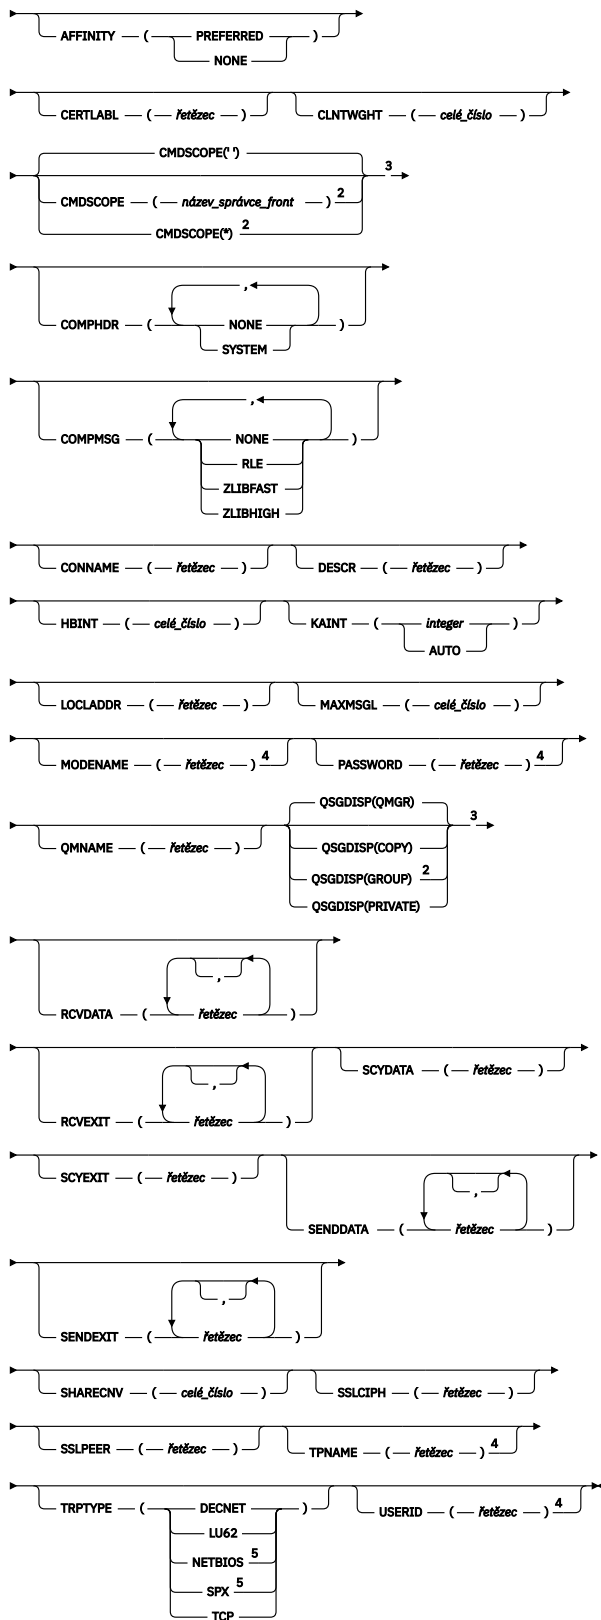 AFFINITY ( PREFERRED )
NONE
CERTLABL ( řetězec ) CLNTWGHT ( celé_číslo )
CMDSCOPE(' ')
3
CMDSCOPE ( název_správce_front ) 2
CMDSCOPE(*) 2
,
COMPHDR ( NONE )
SYSTEM
,
COMPMSG ( NONE )
RLE
ZLIBFAST
ZLIBHIGH
CONNAME ( řetězec ) DESCR ( řetězec )
HBINT ( celé_číslo ) KAINT ( integer )
AUTO
LOCLADDR ( řetězec ) MAXMSGL ( celé_číslo )
MODENAME ( řetězec ) 4 PASSWORD ( řetězec ) 4
QSGDISP(QMGR)
3
QMNAME ( řetězec ) QSGDISP(COPY)
QSGDISP(GROUP) 2
QSGDISP(PRIVATE)
,
RCVDATA ( řetězec )
SCYDATA ( řetězec )
,
RCVEXIT ( řetězec )
SCYEXIT ( řetězec )
,
SENDDATA ( řetězec )
,
SENDEXIT ( řetězec )
SHARECNV ( celé_číslo ) SSLCIPH ( řetězec )
SSLPEER ( řetězec ) TPNAME ( řetězec ) 4
TRPTYPE ( DECNET ) USERID ( řetězec ) 4
LU62
NETBIOS 5
SPX 5
TCP